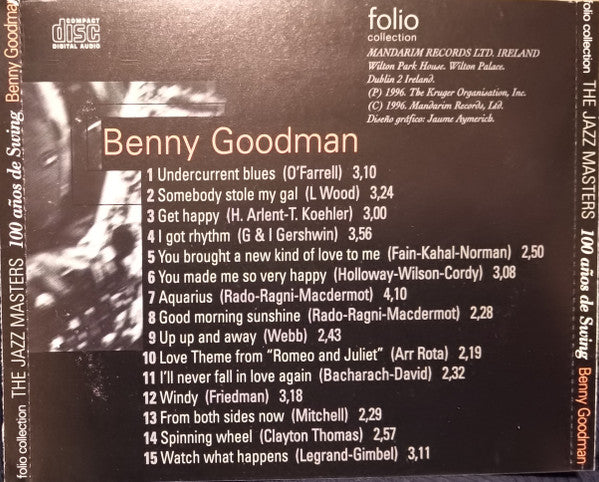 COMPACT
disc
DIGITAL AUDIO
folio
collection
MANDARIM RECORDS LTD. IRELAND
Wilton Park House. Wilton Palace.
Dublin 2 Ireland.
(P) 1996. The Kruger Organisation, Inc.
(C) 1996. Mandarim Records, Ltd.
Diseño gráfico: Jaume Aymerich.
Benny Goodman
1 Undercurrent blues (O'Farrell) 3,10
2 Somebody stole my gal (L Wood) 3,24
3 Get happy (H. Arlent-T. Koehler) 3,00
4 I got rhythm (G & I Gershwin) 3,56
5 You brought a new kind of love to me (Fain-Kahal-Norman) 2,50
6 You made me so very happy (Holloway-Wilson-Cordy) 3,08
7 Aquarius (Rado-Ragni-Macdermot) 4,10
8 Good morning sunshine (Rado-Ragni-Macdermot) 2,28
9 Up up and away (Webb) 2,43
10 Love Theme from "Romeo and Juliet" (Arr Rota) 2,19
11 I'll never fall in love again (Bacharach-David) 2,32
12 Windy (Friedman) 3,18
13 From both sides now (Mitchell) 2,29
14 Spinning wheel (Clayton Thomas) 2,57
15 Watch what happens (Legrand-Gimbel) 3,11
folio collection THE JAZZ MASTERS 100 años de Swing Benny Goodman
folio collection THE JAZZ MASTERS 100 años de Swing Benny Goodman